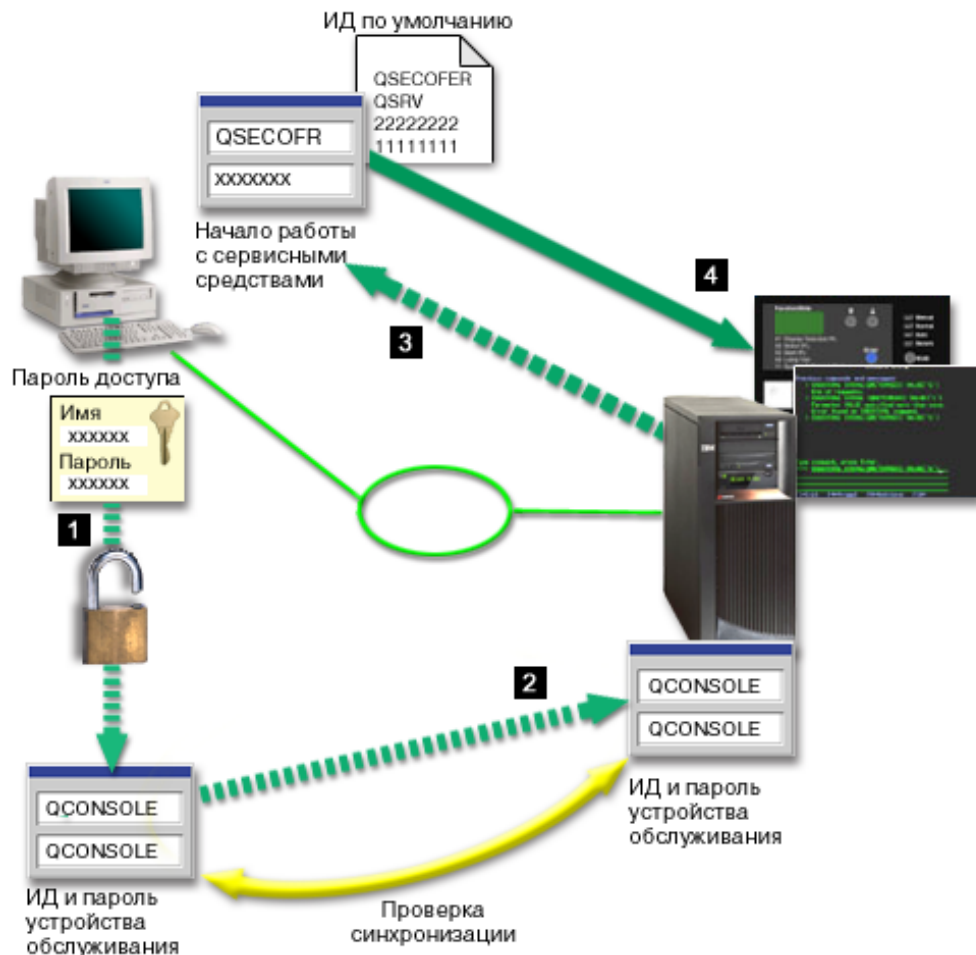 ИД по умолчанию
QSECOFER
QSRV
22222222
11111111
QSECOFR
xxxxxxx
Начало работы
с сервисными
средствами
4
3
Пароль доступа
Имя
xxxxxx
Пароль
xxxxxx
1
IBM
2
QCONSOLE
QCONSOLE
ИД и пароль
устройства
обслуживания
QCONSOLE
QCONSOLE
ИД и пароль
устройства
обслуживания
Проверка
синхронизации